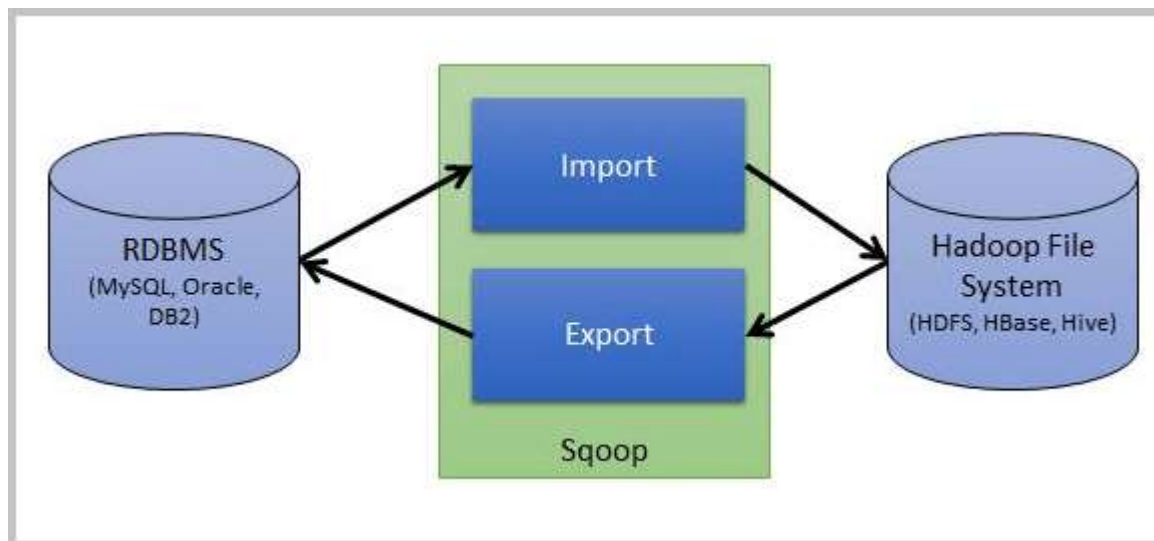 RDBMS
(MySQL, Oracle,
DB2)
Import
Export
Sqoop
Hadoop File
System
(HDFS, HBase, Hive)